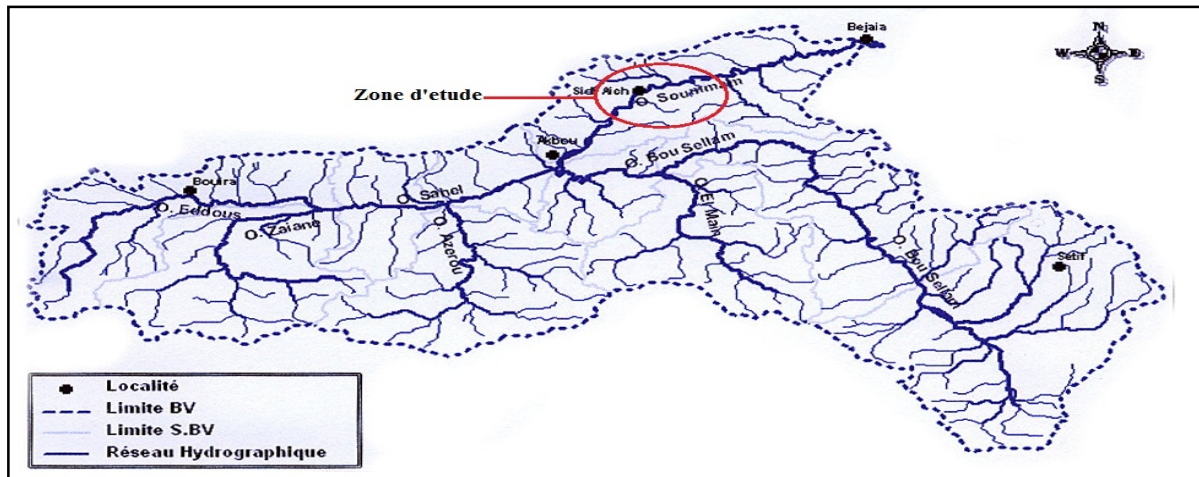 Bejaia
N
W E
S
Zone d'etude
Sidi Aich
O. Soummam
Akbou
O. Bou Sellam
Bouira
O. Sahel
O. El Main
O. Eddous
O. Zaiane
O. Azerou
O. Bou Sellam
Setif
Localité
Limite BV
Limite S.BV
Réseau Hydrographique